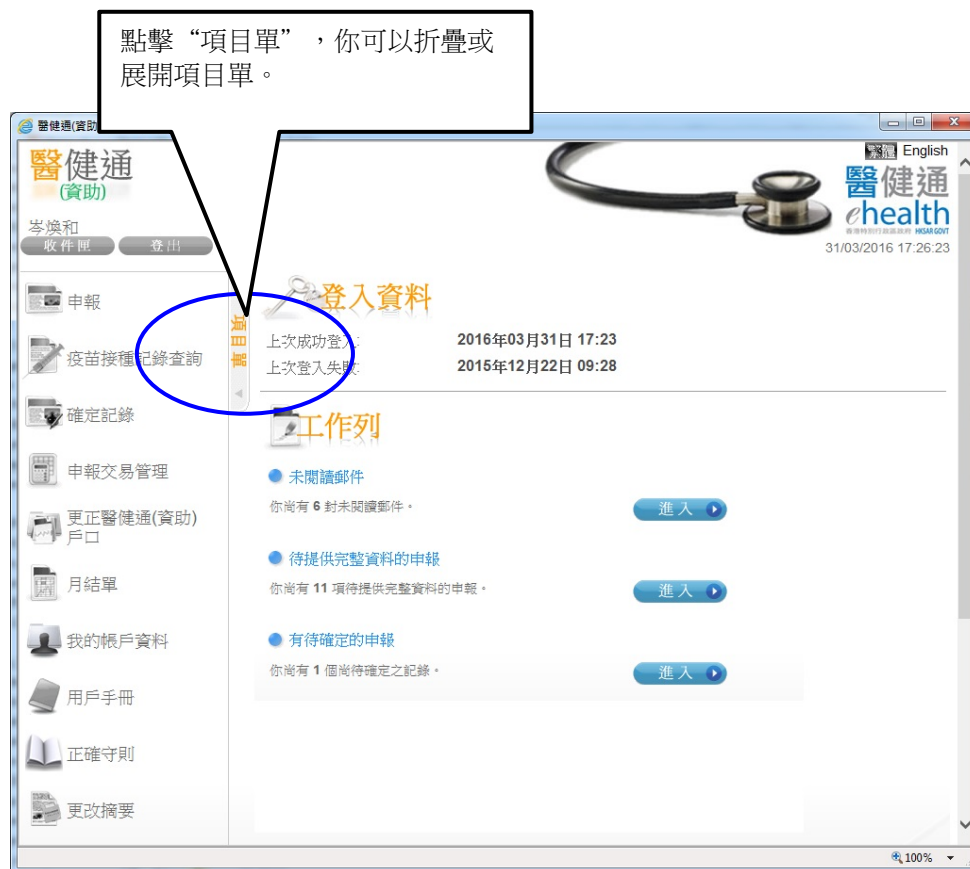 點擊“項目單”，你可以折疊或
展開項目單。
醫健通(資助
醫健通
(資助)
岑煥和
收件匣
登出
繁體 English
醫健通
ehealth
香港特別行政區政府 HKSAR GOVT
31/03/2016 17:26:23
申報
疫苗接種記錄查詢
確定記錄
申報交易管理
更正醫健通(資助)
戶口
月結單
我的帳戶資料
用戶手冊
正確守則
更改摘要
項目單
登入資料
上次成功登入: 2016年03月31日 17:23
上次登入失敗: 2015年12月22日 09:28
工作列
未閱讀郵件
你尚有 6 封未閱讀郵件。 進入
待提供完整資料的申報
你尚有 11 項待提供完整資料的申報。 進入
有待確定的申報
你尚有 1 個尚待確定之記錄。 進入
100%